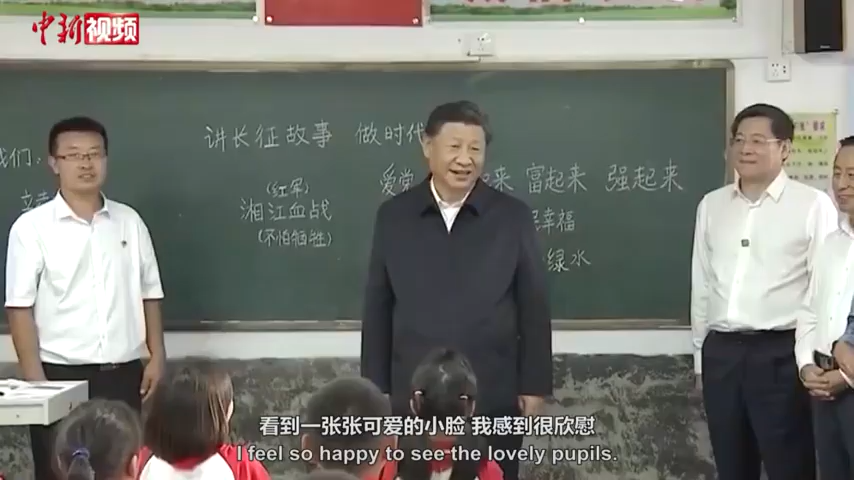 中新视频
讲长征故事 做时代
们：
爱党
起来 富起来 强起来
(红军)
湘江血战
(不怕牺牲)
幸福
绿水
看到一张张可爱的小脸 我感到很欣慰
I feel so happy to see the lovely pupils.